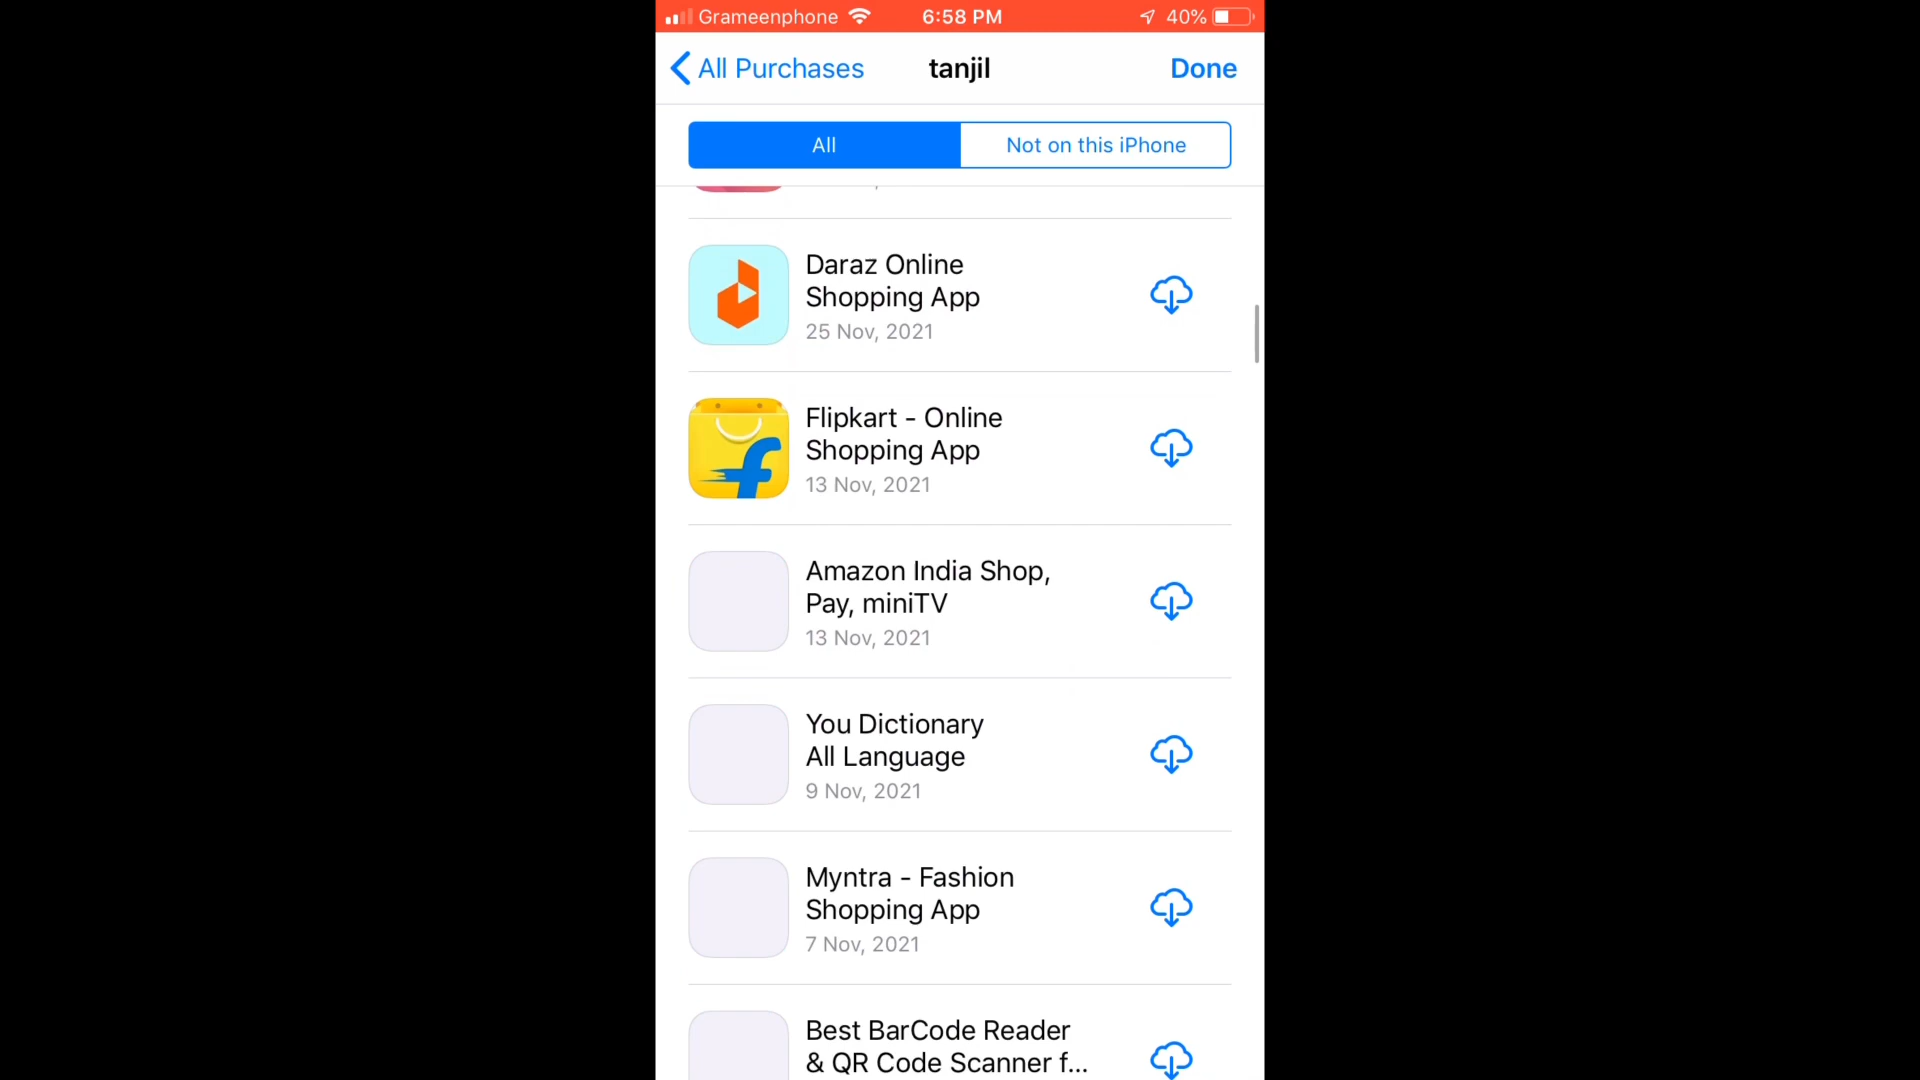 Grameenphone 6:58 PM 40%
All Purchases tanjil Done
All Not on this iPhone
Daraz Online
Shopping App
25 Nov, 2021
Flipkart - Online
Shopping App
13 Nov, 2021
Amazon India Shop,
Pay, miniTV
13 Nov, 2021
You Dictionary
All Language
9 Nov, 2021
Myntra - Fashion
Shopping App
7 Nov, 2021
Best BarCode Reader
& QR Code Scanner f...